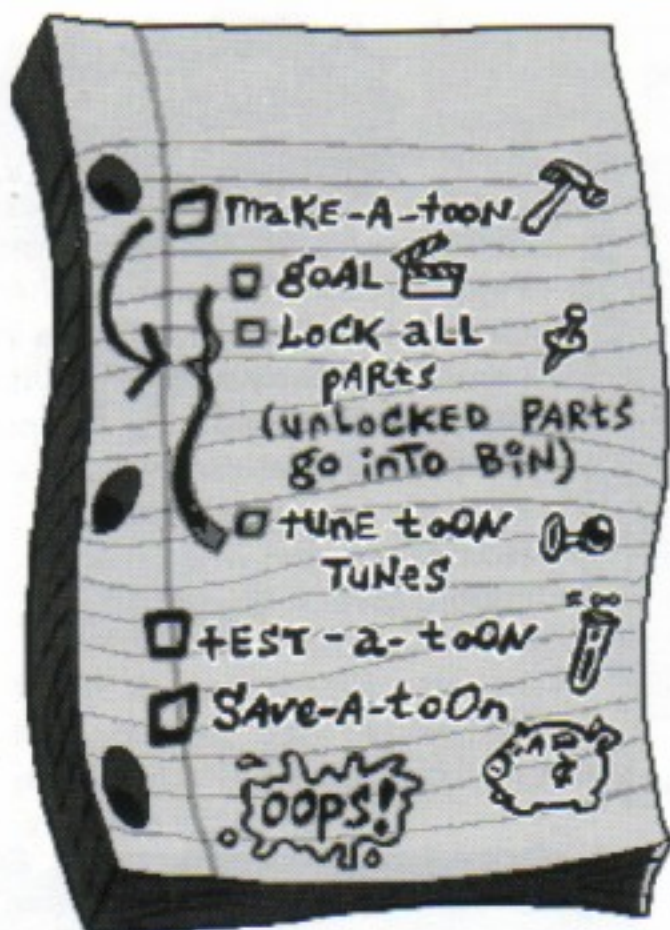 maKE-A-tooN
goAL
LocK aLL
pARts
(unLoCKED PARts
go inTo BiN)
tUnE tooN
TUNes
tEST-a-tooN
SAve-A-toOn
OOPS!